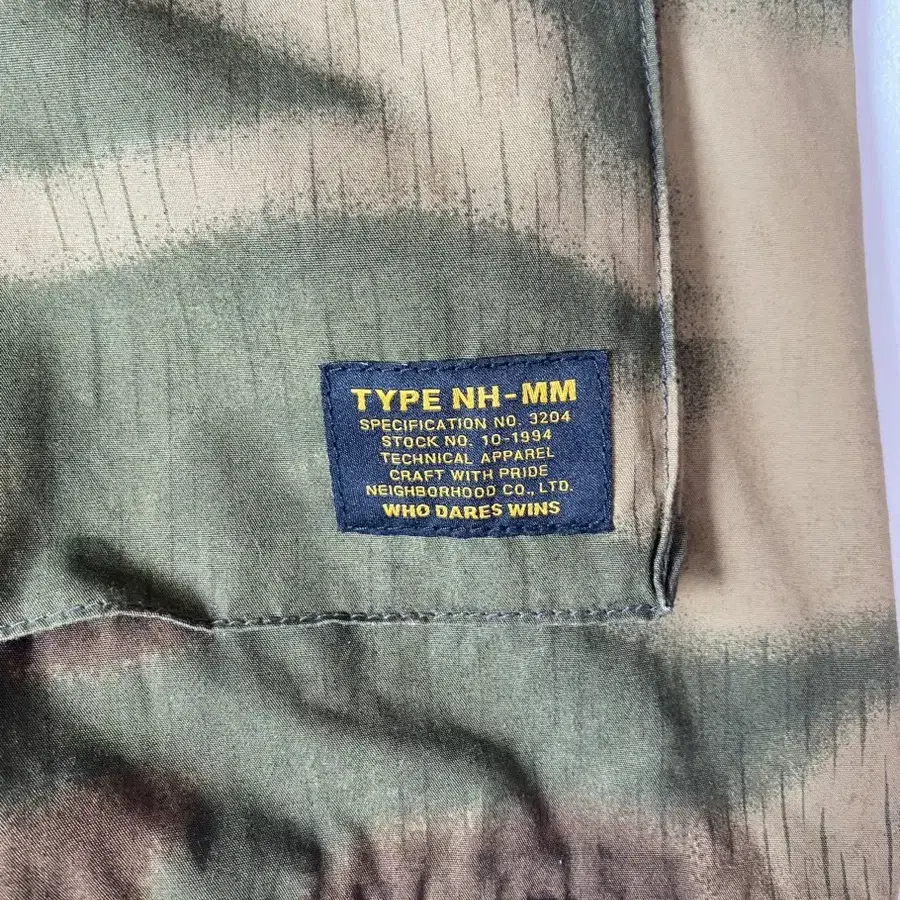 TYPE NH-MM
SPECIFICATION NO. 3204
STOCK NO. 10-1994
TECHNICAL APPAREL
CRAFT WITH PRIDE
NEIGHBORHOOD CO., LTD.
WHO DARES WINS